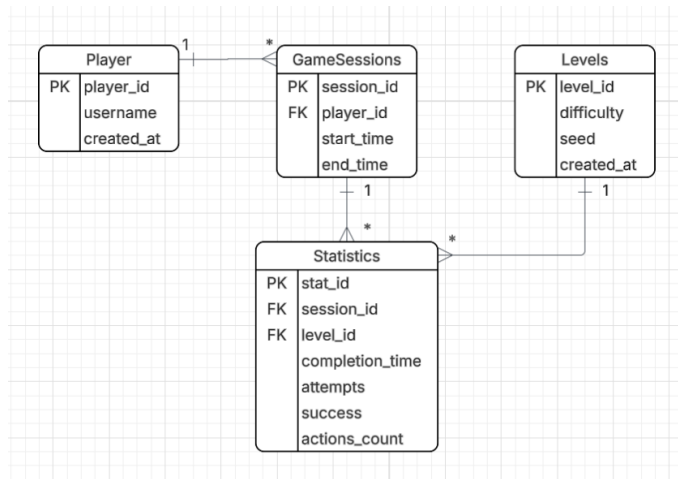 Player
PK player_id
username
created_at
1
*
GameSessions
PK session_id
FK player_id
start_time
end_time
Levels
PK level_id
difficulty
seed
created_at
1
*
1
*
Statistics
PK stat_id
FK session_id
FK level_id
completion_time
attempts
success
actions_count